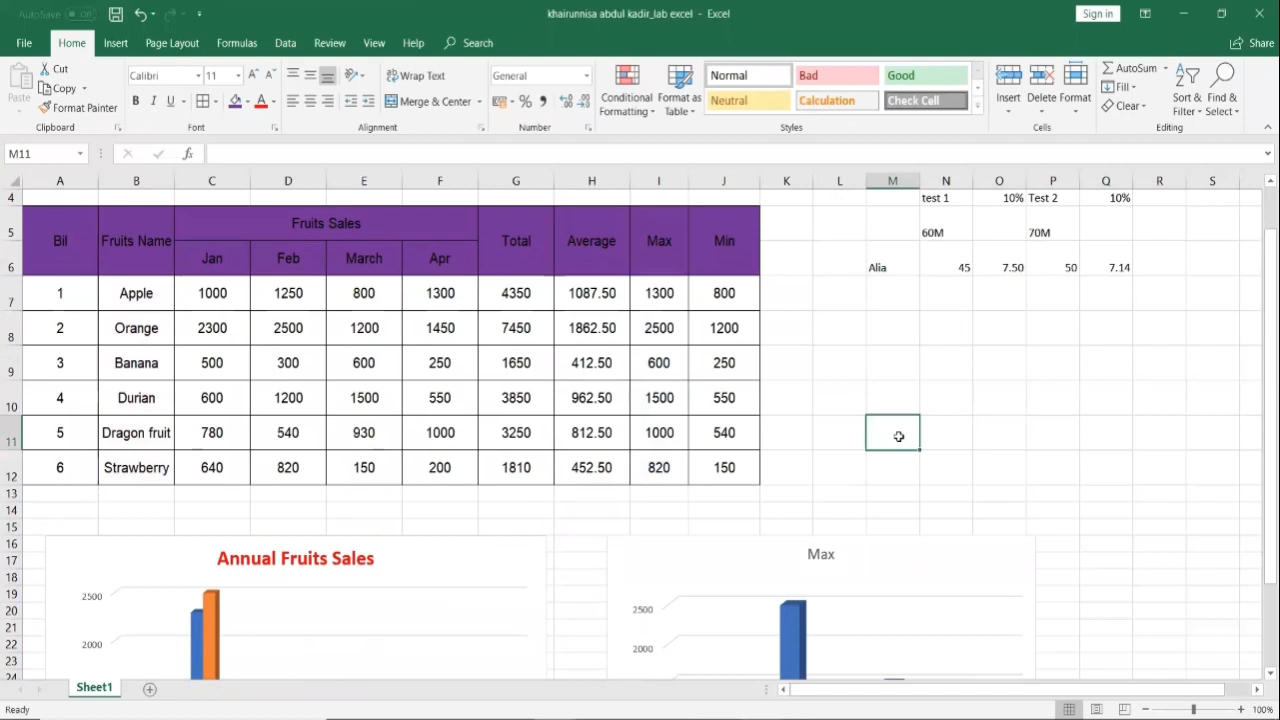 AutoSave Off
khairunnisa abdul kadir_lab excel - Excel
Sign in
File Home Insert Page Layout Formulas Data Review View Help Search Share
Paste
Cut
Copy
Format Painter
Clipboard
Calibri 11
B I U
Font
Wrap Text
Merge & Center
Alignment
General
Number
Conditional Formatting
Format as Table
Normal Bad Good
Neutral Calculation Check Cell
Styles
Insert Delete Format
Cells
AutoSum
Fill
Clear
Sort & Filter
Find & Select
Editing
M11 fx
A B C D E F G H I J K L M N O P Q R S
4 test 1 10% Test 2 10%
5 Bil Fruits Name Fruits Sales Total Average Max Min 60M 70M
6 Jan Feb March Apr Alia 45 7.50 50 7.14
7 1 Apple 1000 1250 800 1300 4350 1087.50 1300 800
8 2 Orange 2300 2500 1200 1450 7450 1862.50 2500 1200
9 3 Banana 500 300 600 250 1650 412.50 600 250
10 4 Durian 600 1200 1500 550 3850 962.50 1500 550
11 5 Dragon fruit 780 540 930 1000 3250 812.50 1000 540
12 6 Strawberry 640 820 150 200 1810 452.50 820 150
13
14
15
16
17
18
19
20
21
22
23
24
Annual Fruits Sales
2500
2000
Max
2500
2000
Sheet1
Ready
100%